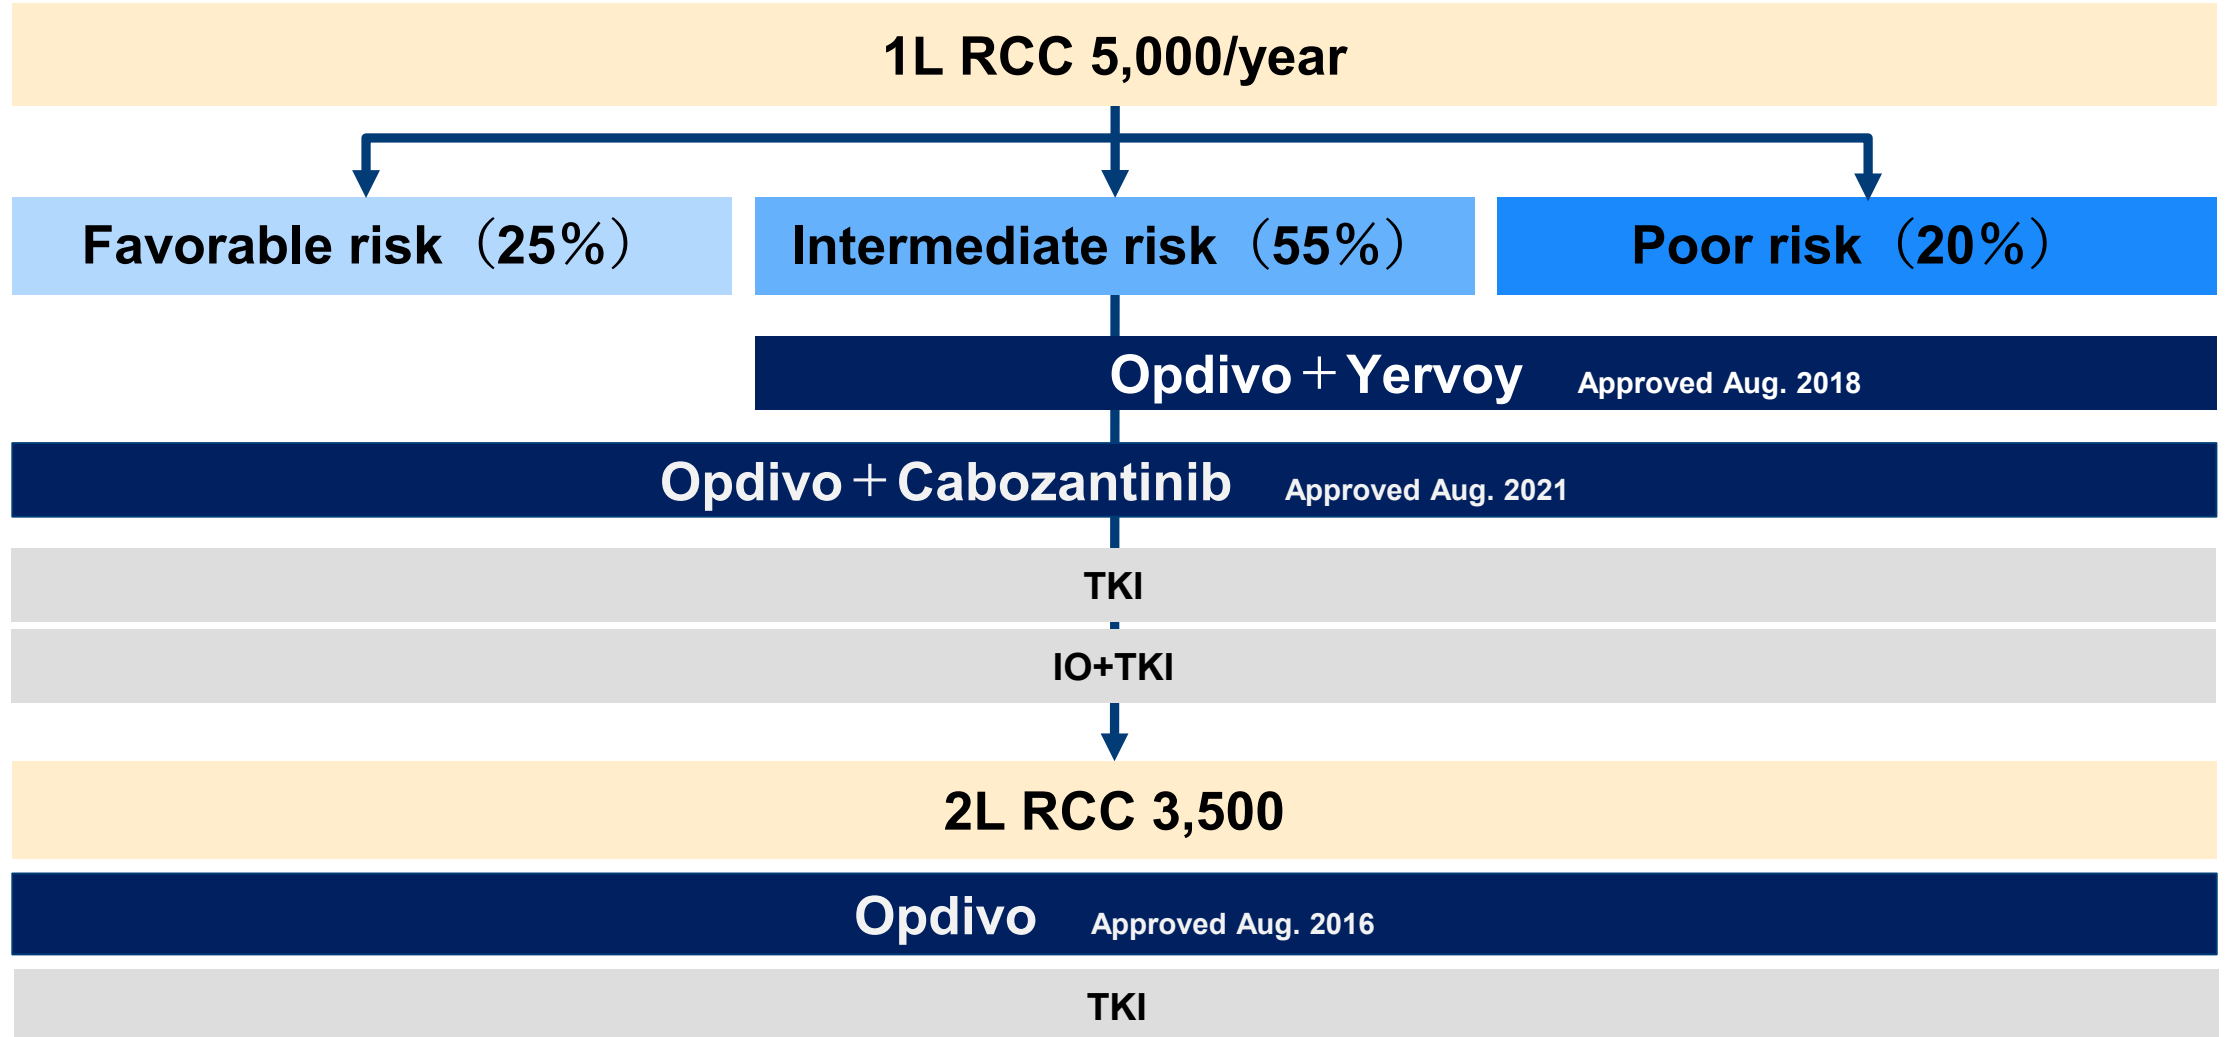 1L RCC 5,000/year
Favorable risk（25％）
Intermediate risk（55％）
Poor risk（20％）
Opdivo＋Yervoy Approved Aug. 2018
Opdivo＋Cabozantinib Approved Aug. 2021
TKI
IO+TKI
2L RCC 3,500
Opdivo Approved Aug. 2016
TKI